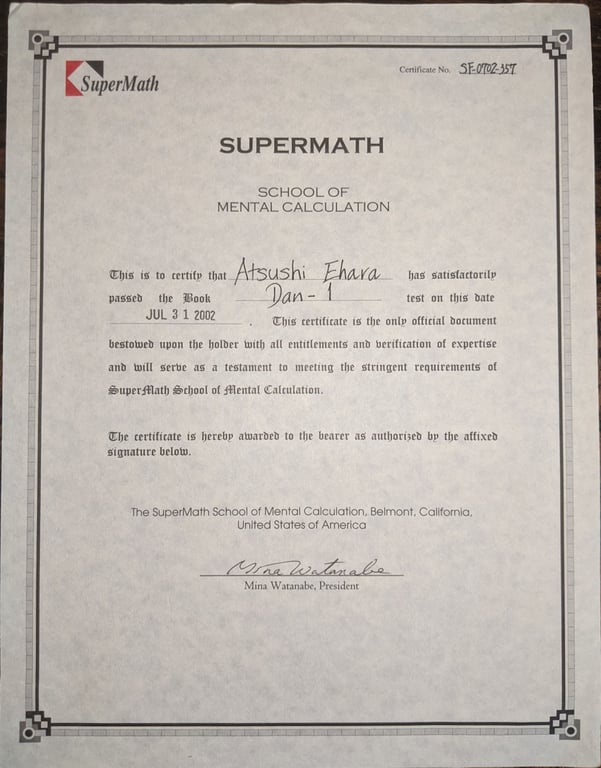 SuperMath
Certificate No. SF-0702-357
SUPERMATH
SCHOOL OF
MENTAL CALCULATION
This is to certify that Atsushi Ehara has satisfactorily
passed the Book Dan-1 test on this date
JUL 31 2002. This certificate is the only official document
bestowed upon the holder with all entitlements and verification of expertise
and will serve as a testament to meeting the stringent requirements of
SuperMath School of Mental Calculation.
The certificate is hereby awarded to the bearer as authorized by the affixed
signature below.
The SuperMath School of Mental Calculation, Belmont, California,
United States of America
Mina Watanabe
Mina Watanabe, President